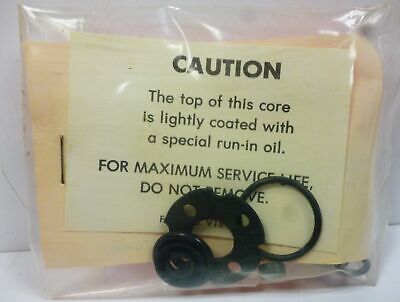 CAUTION
The top of this core
is lightly coated with
a special run-in oil.
FOR MAXIMUM SERVICE LIFE,
DO NOT REMOVE.